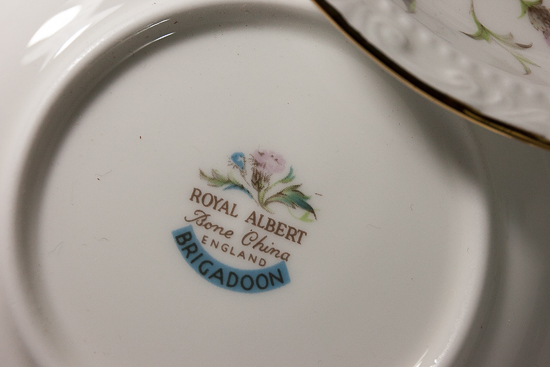 ROYAL ALBERT
Bone China
ENGLAND
BRIGADOON